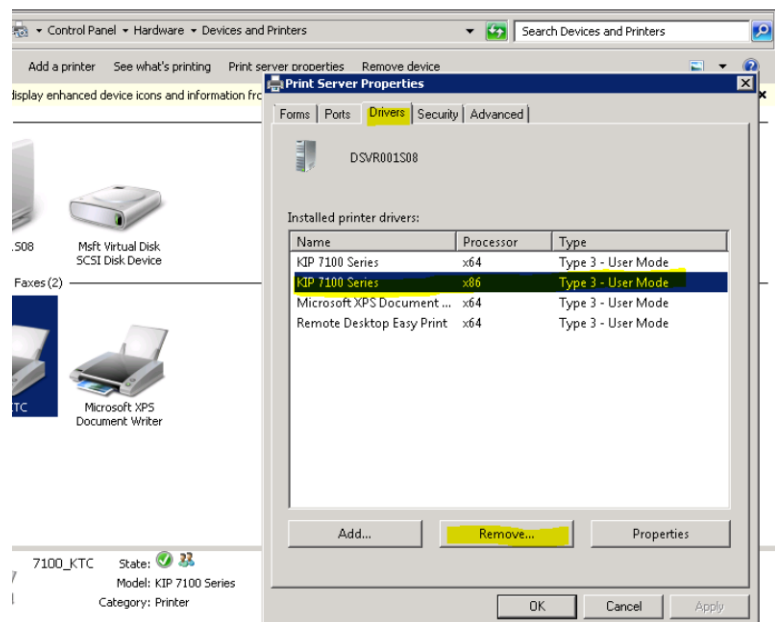 Control Panel Hardware Devices and Printers Search Devices and Printers
Add a printer See what's printing Print server properties Remove device
display enhanced device icons and information
Print Server Properties
Forms Ports Drivers Security Advanced
DSVR001S08
Installed printer drivers:
Name Processor Type
KIP 7100 Series x64 Type 3 - User Mode
KIP 7100 Series x86 Type 3 - User Mode
Microsoft XPS Document ... x64 Type 3 - User Mode
Remote Desktop Easy Print x64 Type 3 - User Mode
Add... Remove... Properties
OK Cancel Apply
S08
Msft Virtual Disk
SCSI Disk Device
Faxes (2)
TC
Microsoft XPS
Document Writer
7100_KTC State:
Model: KIP 7100 Series
Category: Printer